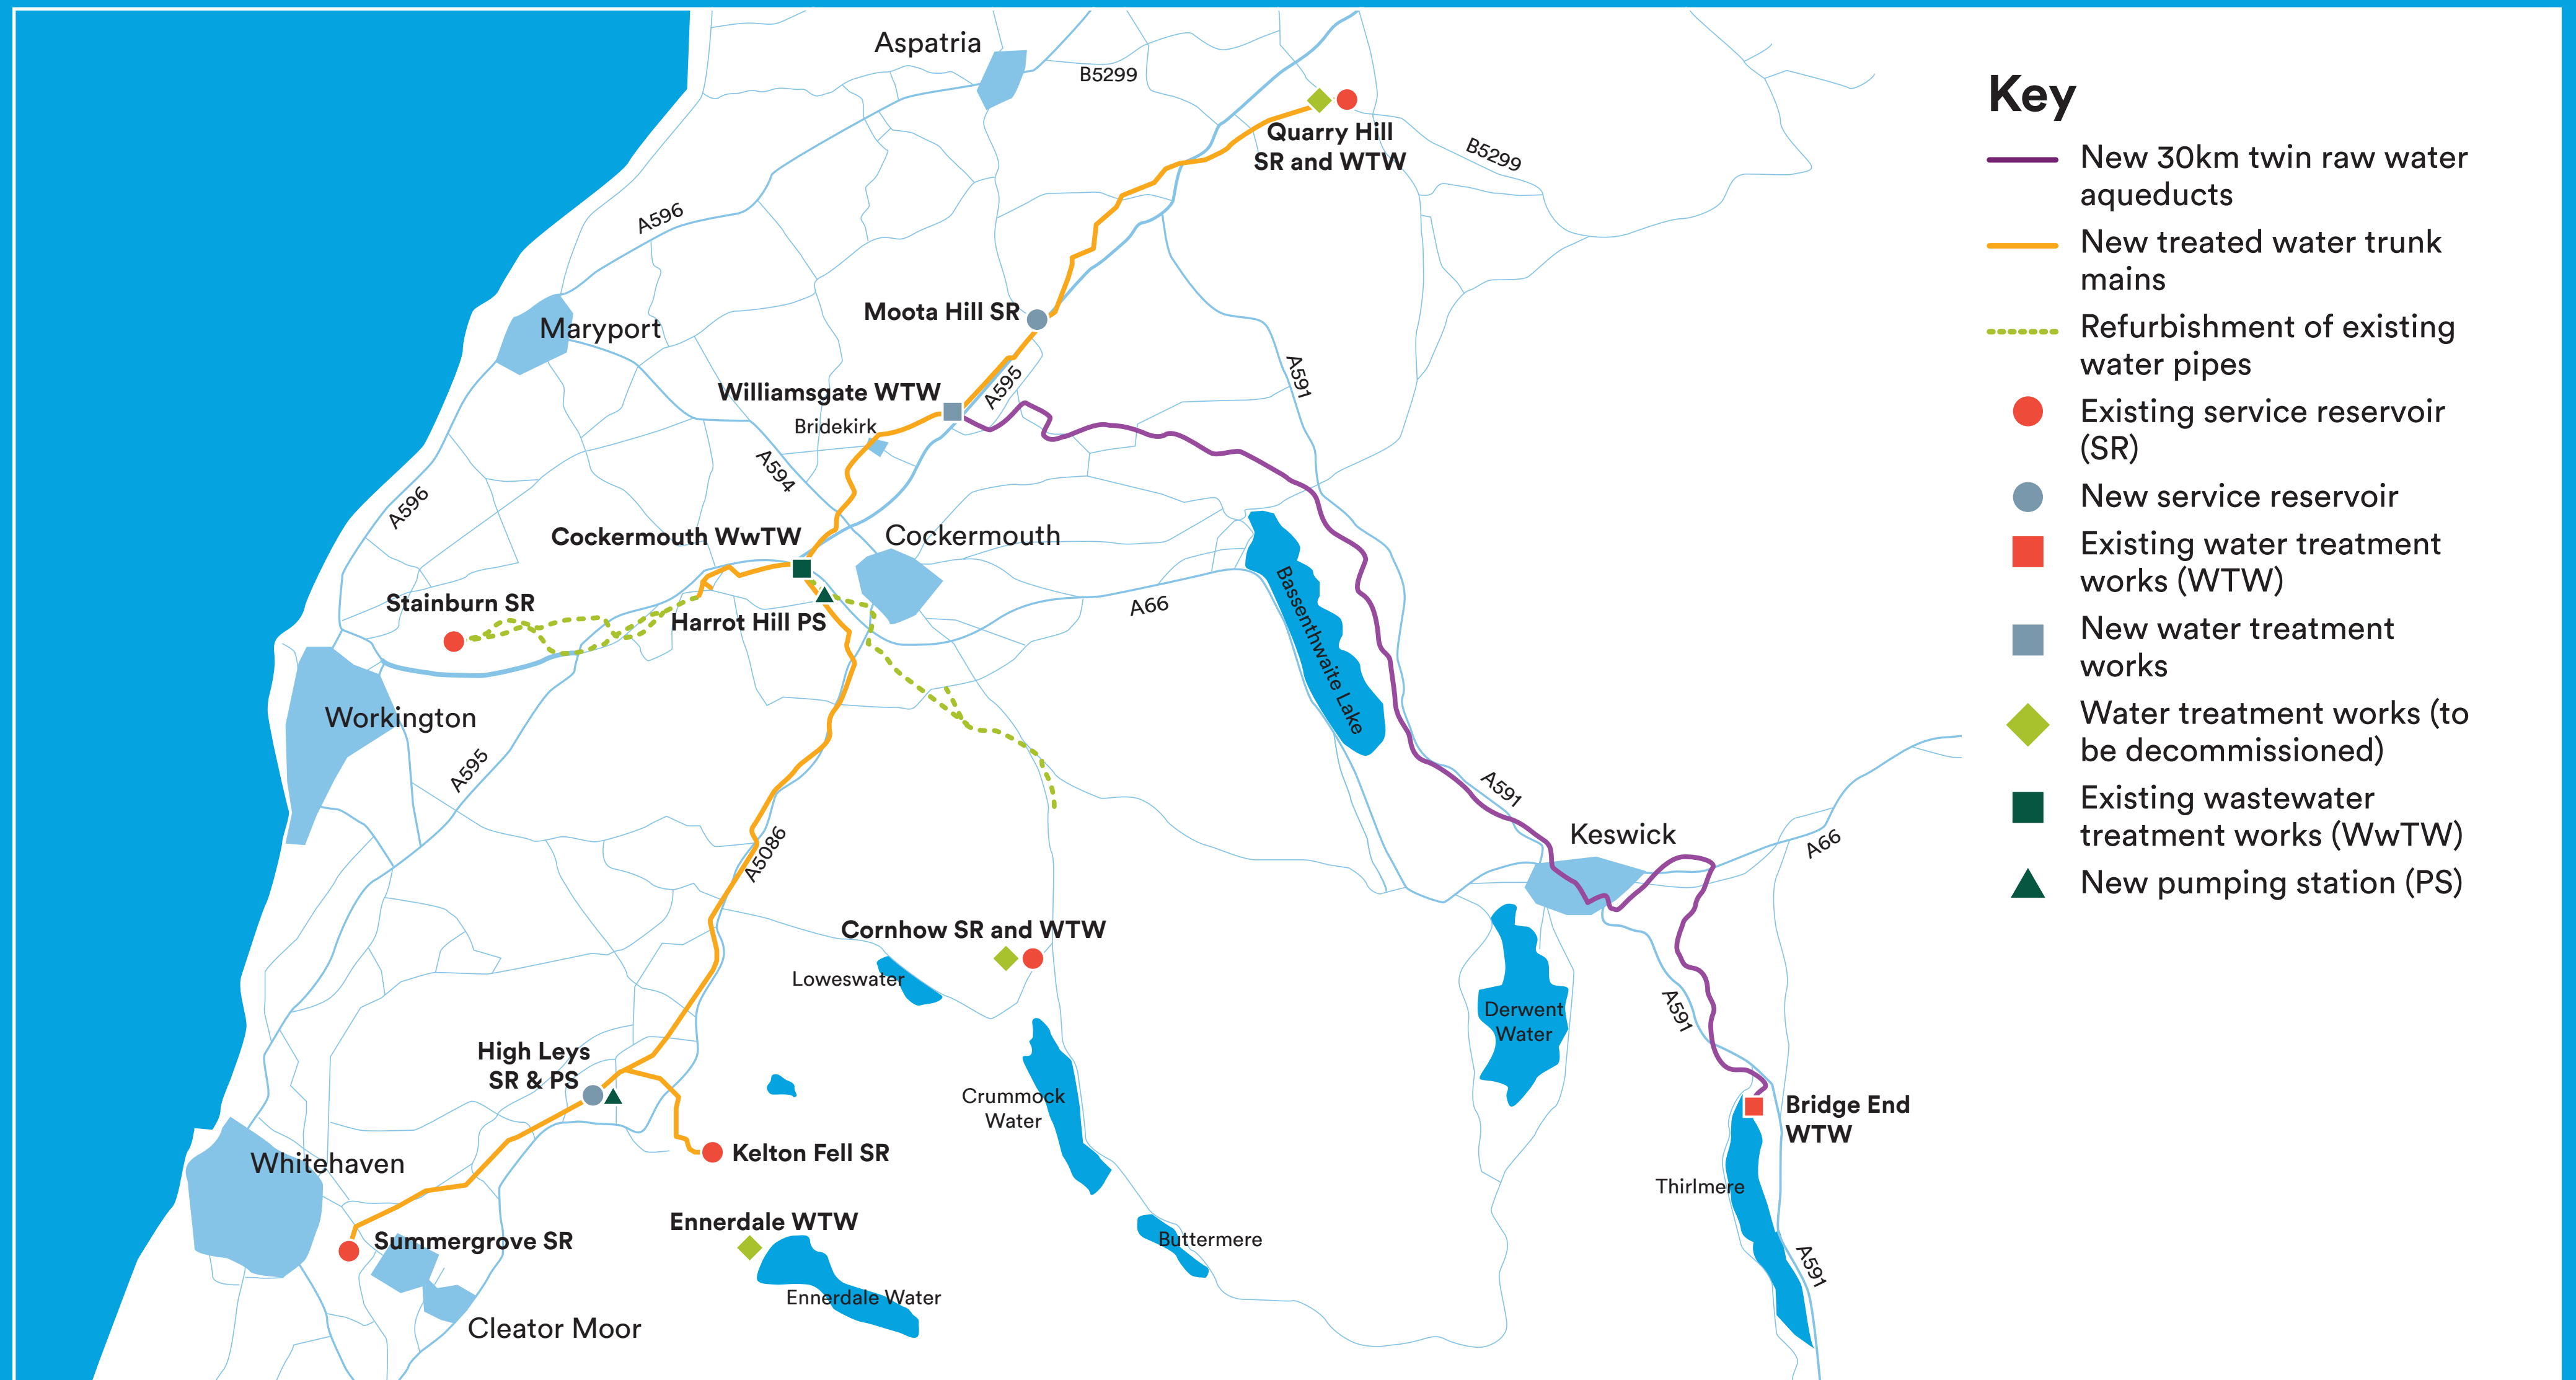 Aspatria
B5299
Quarry Hill
SR and WTW
B5299
A596
Moota Hill SR
Maryport
A591
Williamsgate WTW
A595
Bridekirk
A594
A596
Cockermouth WwTW
Cockermouth
Stainburn SR
Harrot Hill PS
A66
Bassenthwaite Lake
Workington
A595
A591
Keswick
A66
A5086
Cornhow SR and WTW
Loweswater
Derwent
Water
A591
High Leys
SR & PS
Crummock
Water
Bridge End
WTW
Kelton Fell SR
Whitehaven
Thirlmere
Ennerdale WTW
Summergrove SR
Buttermere
A591
Ennerdale Water
Cleator Moor
Key
New 30km twin raw water
aqueducts
New treated water trunk
mains
Refurbishment of existing
water pipes
Existing service reservoir
(SR)
New service reservoir
Existing water treatment
works (WTW)
New water treatment
works
Water treatment works (to
be decommissioned)
Existing wastewater
treatment works (WwTW)
New pumping station (PS)